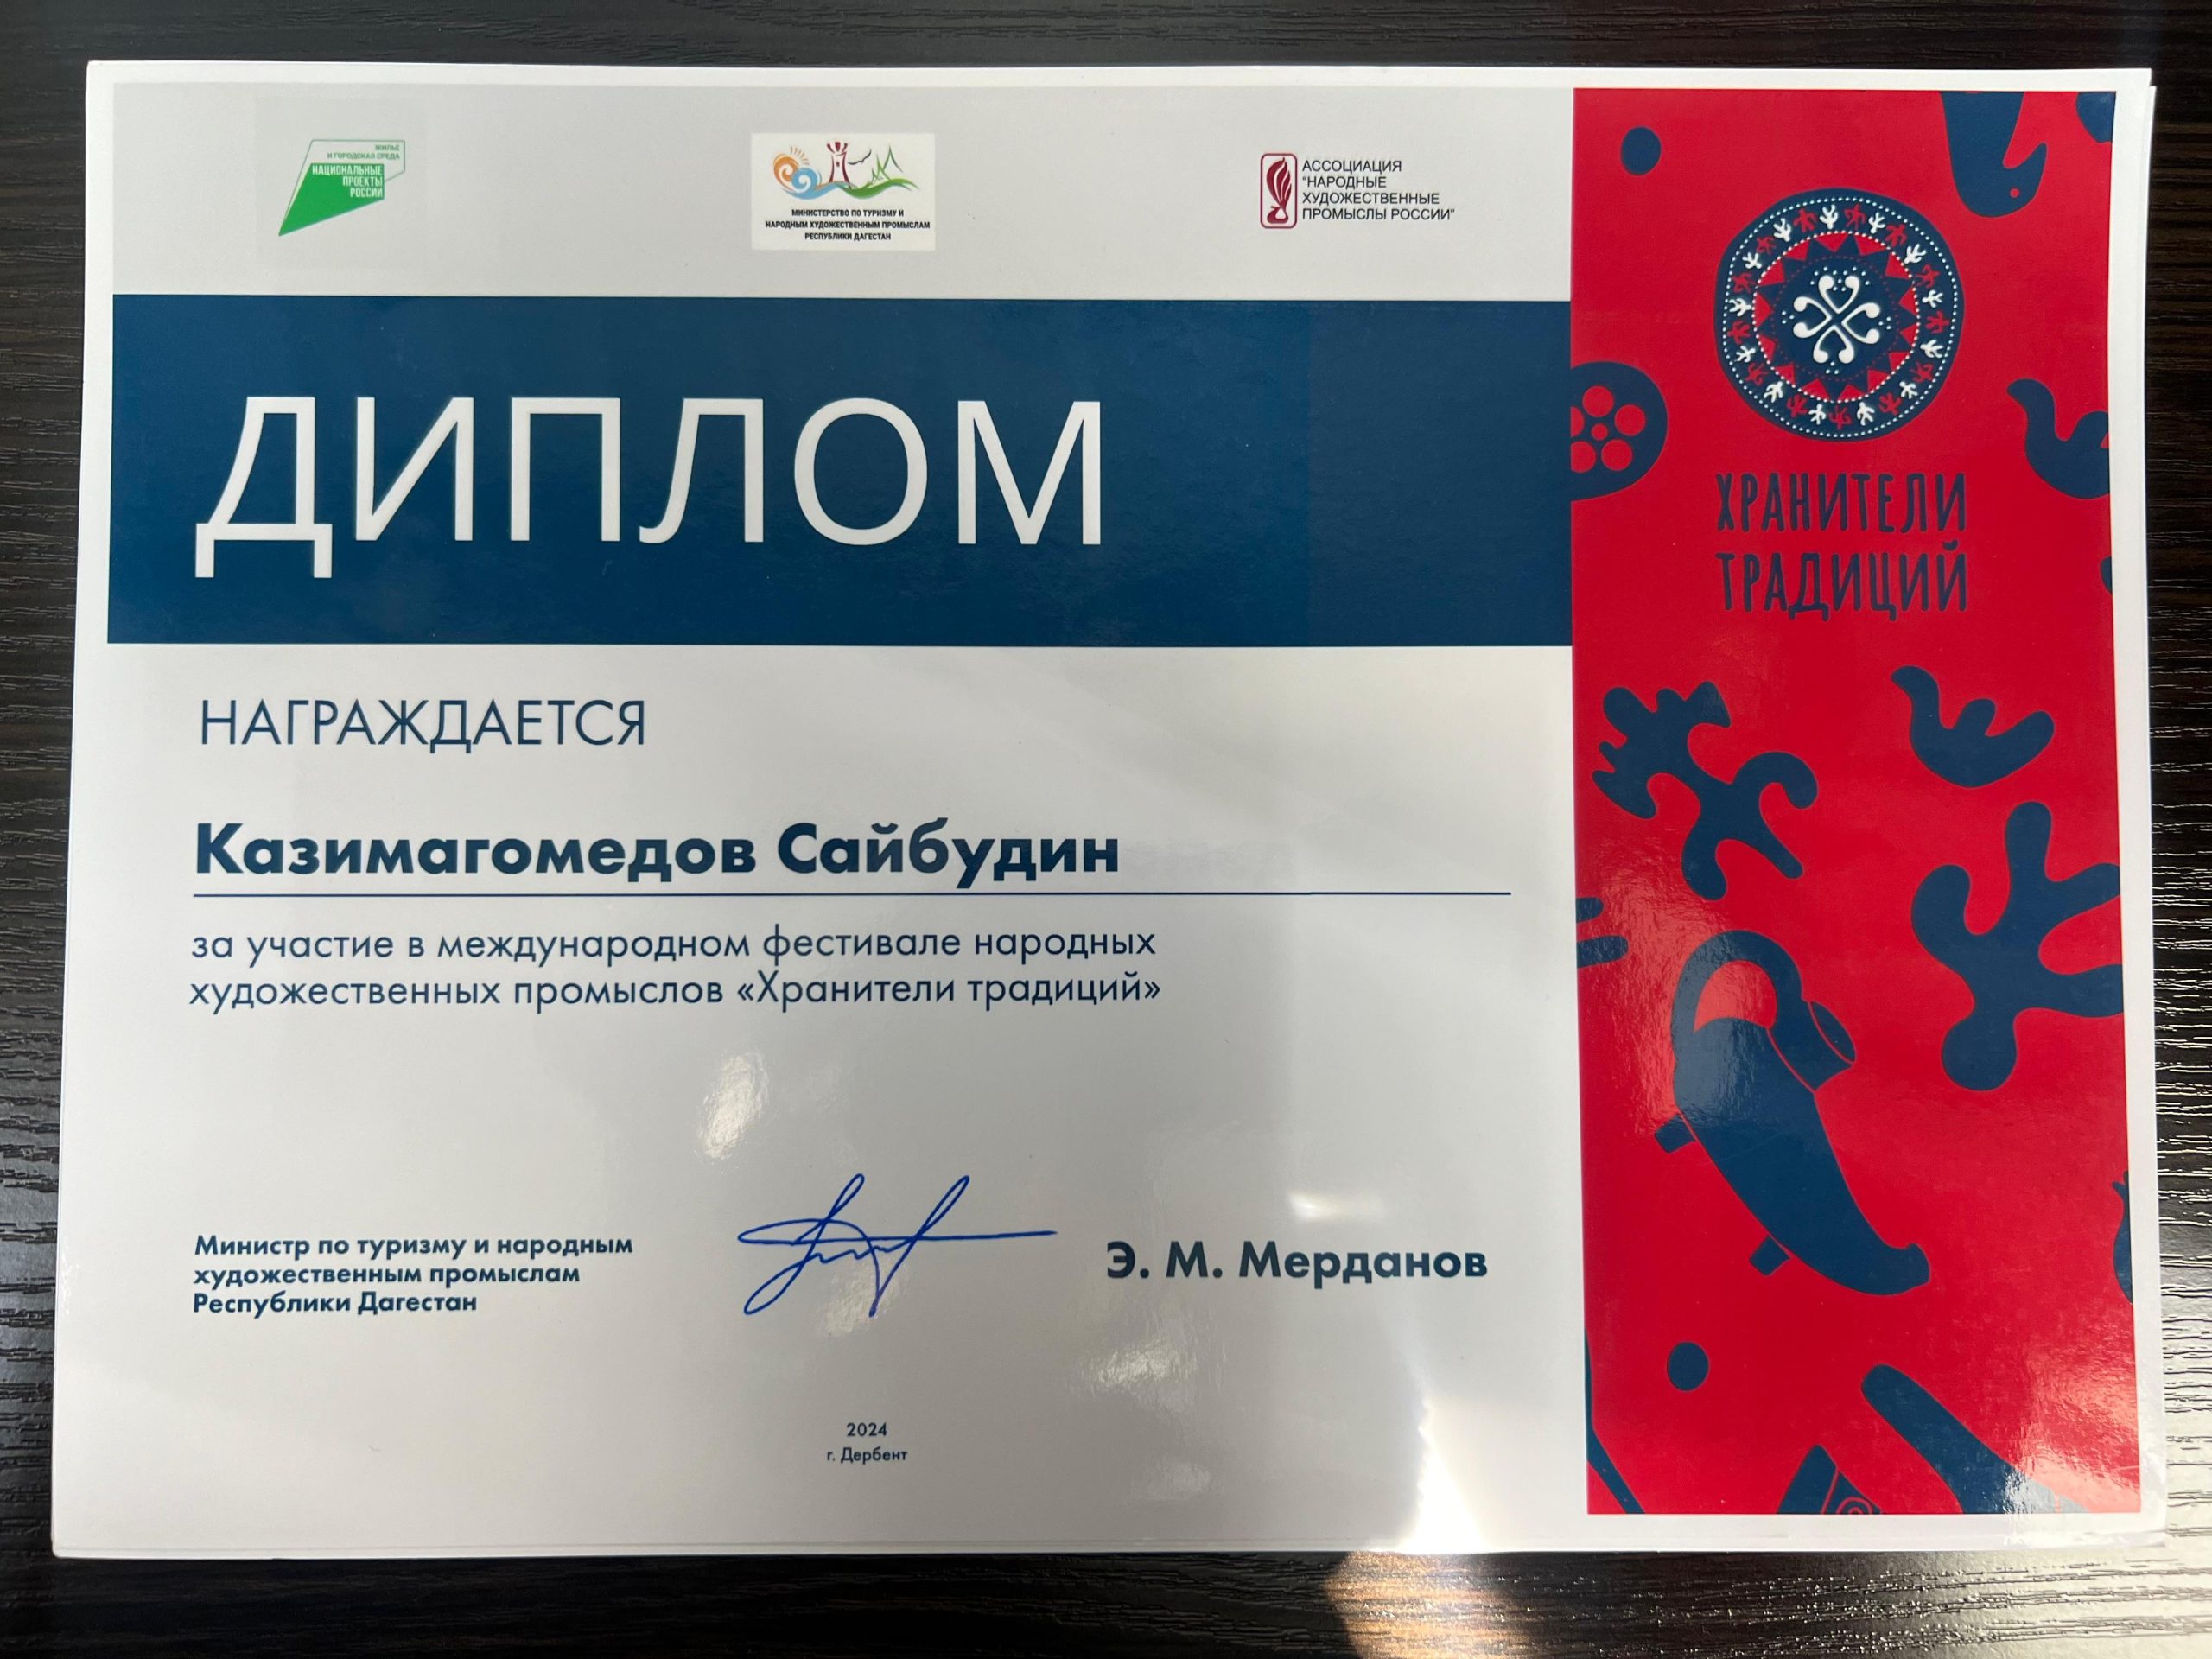 ЖИЛЬЕ
И ГОРОДСКАЯ СРЕДА
НАЦИОНАЛЬНЫЕ
ПРОЕКТЫ
РОССИИ
МИНИСТЕРСТВО ПО ТУРИЗМУ И
НАРОДНЫМ ХУДОЖЕСТВЕННЫМ ПРОМЫСЛАМ
РЕСПУБЛИКИ ДАГЕСТАН
АССОЦИАЦИЯ
"НАРОДНЫЕ
ХУДОЖЕСТВЕННЫЕ
ПРОМЫСЛЫ РОССИИ"
ДИПЛОМ
ХРАНИТЕЛИ
ТРАДИЦИЙ
НАГРАЖДАЕТСЯ
Казимагомедов Сайбудин
за участие в международном фестивале народных
художественных промыслов «Хранители традиций»
Министр по туризму и народным
художественным промыслам
Республики Дагестан
Э. М. Мерданов
2024
г. Дербент